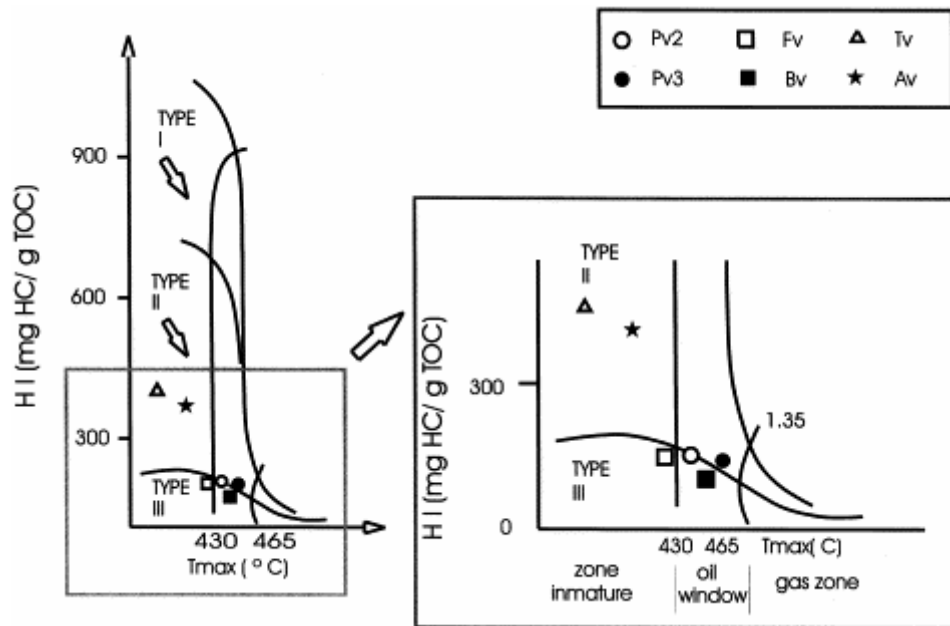 Pv2 Fv Tv
Pv3 Bv Av
H I (mg HC/ g TOC)
900
600
300
TYPE
I
TYPE
II
TYPE
III
430 465
Tmax ( º C)
H I (mg HC/ g TOC)
300
0
TYPE
II
TYPE
III
1.35
430 465 Tmax( C)
zone
inmature
oil
window
gas zone